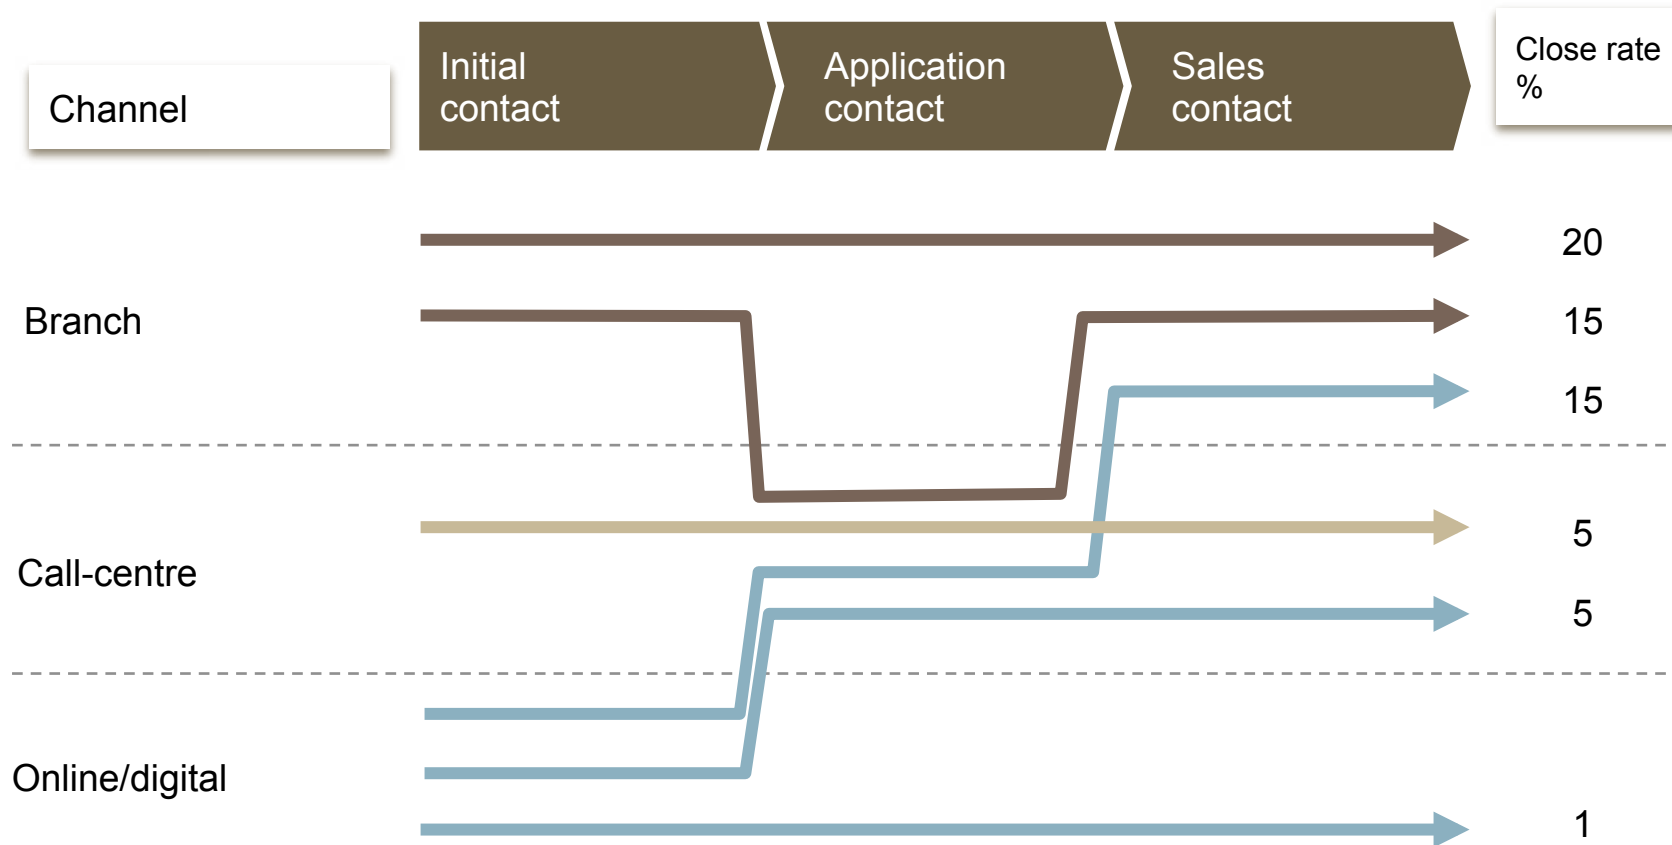 Channel
Initial
contact
Application
contact
Sales
contact
Close rate
%
20
Branch
15
15
5
Call-centre
5
Online/digital
1